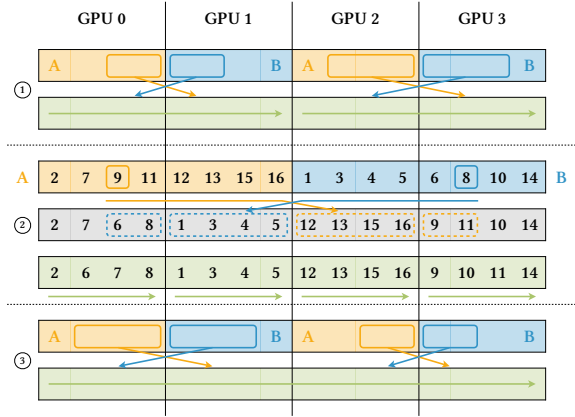 GPU 0 GPU 1 GPU 2 GPU 3
A B A B
1
A 2 7 9 11 12 13 15 16 1 3 4 5 6 8 10 14 B
2 2 7 6 8 1 3 4 5 12 13 15 16 9 11 10 14
2 6 7 8 1 3 4 5 12 13 15 16 9 10 11 14
A B A B
3